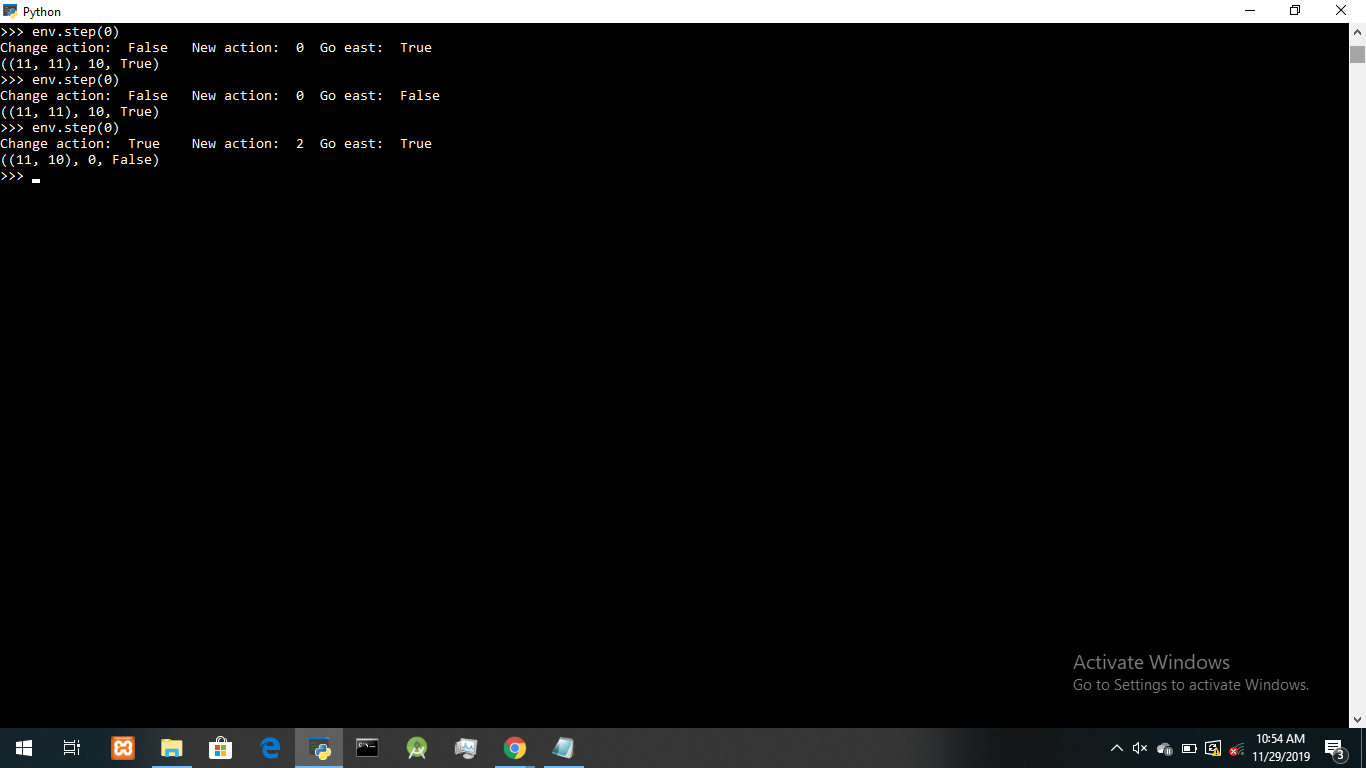 Python
>>> env.step(0)
Change action:  False   New action:  0  Go east:  True
((11, 11), 10, True)
>>> env.step(0)
Change action:  False   New action:  0  Go east:  False
((11, 11), 10, True)
>>> env.step(0)
Change action:  True    New action:  2  Go east:  True
((11, 10), 0, False)
>>>
Activate Windows
Go to Settings to activate Windows.
10:54 AM
11/29/2019
3